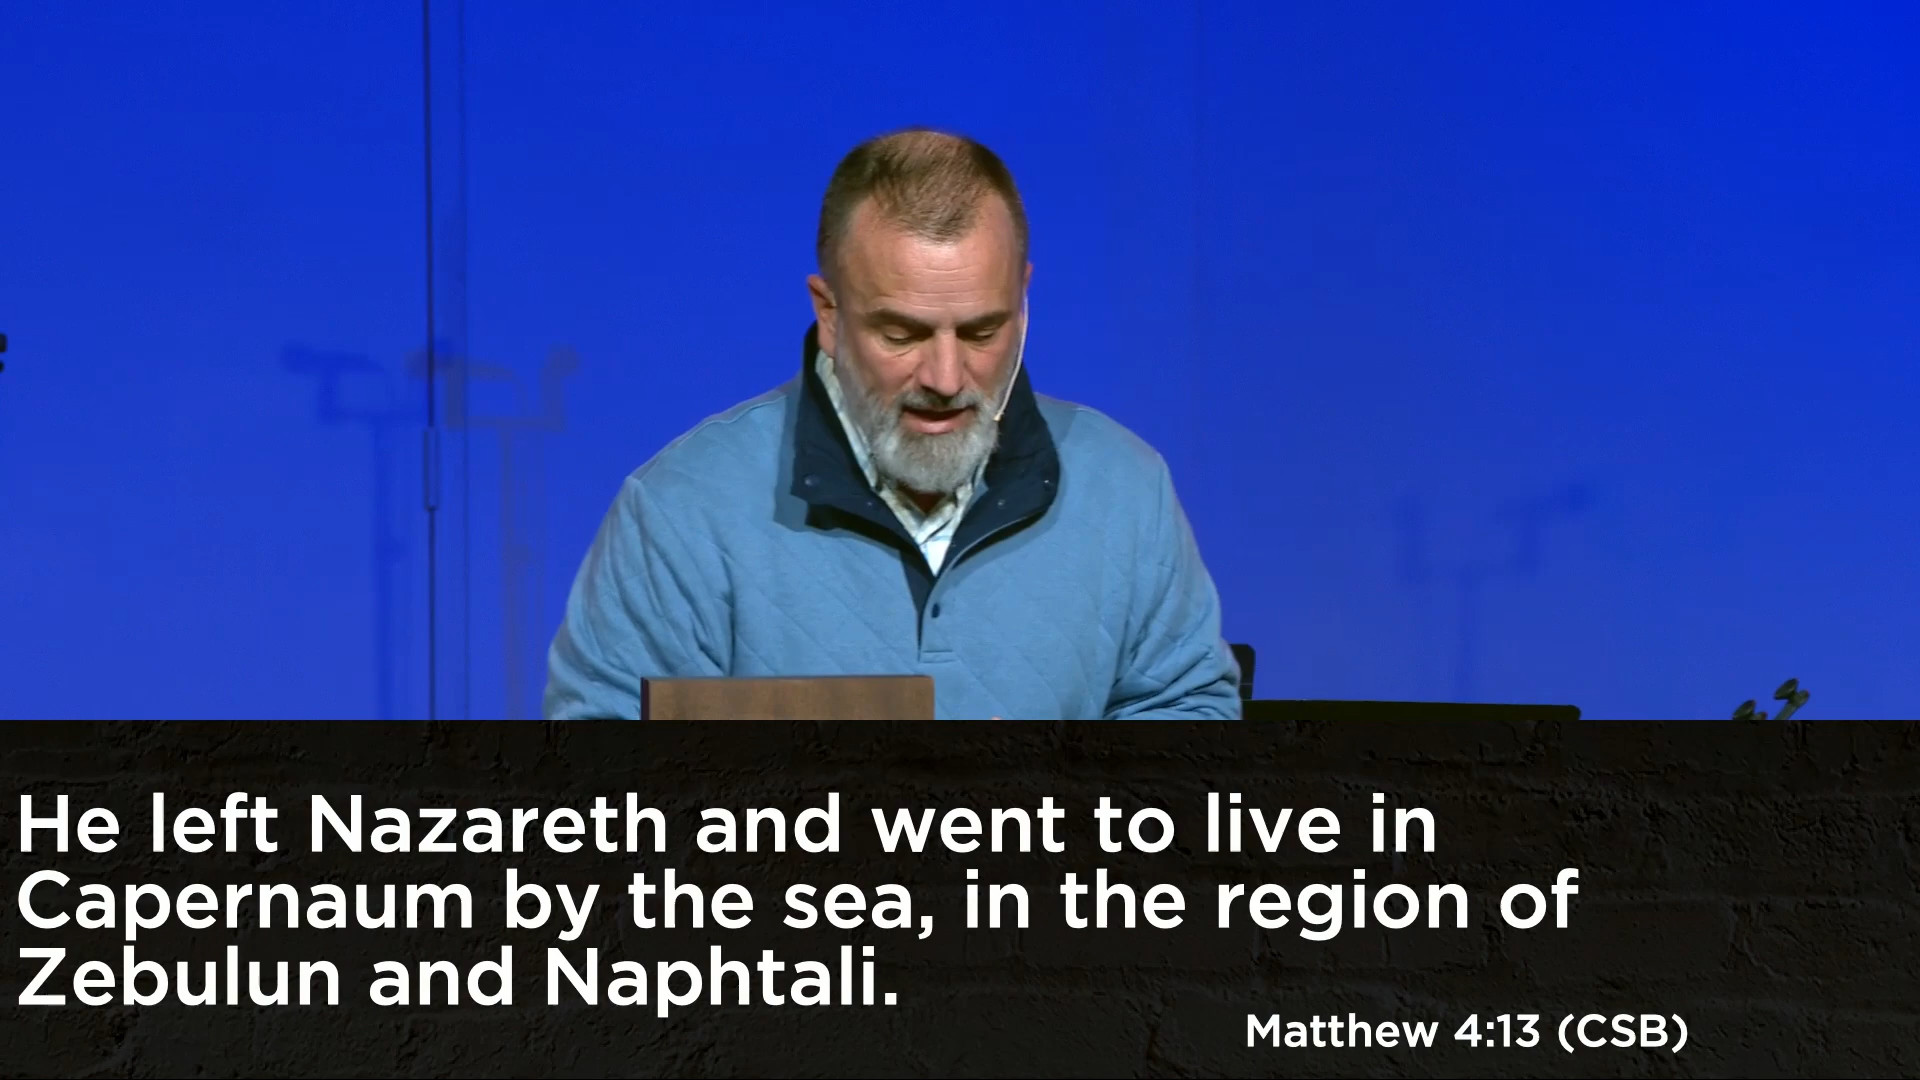 He left Nazareth and went to live in
Capernaum by the sea, in the region of
Zebulun and Naphtali.
Matthew 4:13 (CSB)